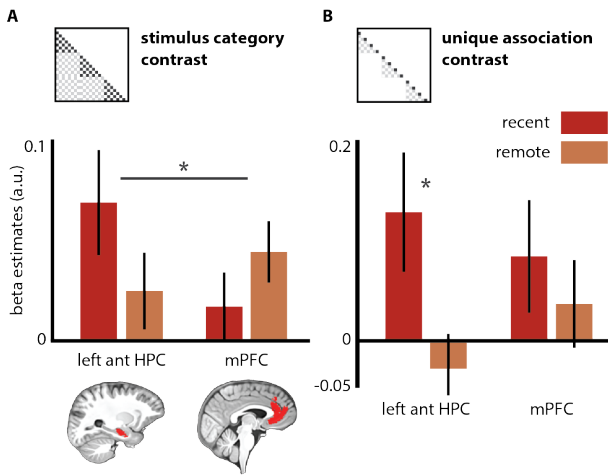 A
stimulus category
contrast
B
unique association
contrast
recent
remote
beta estimates (a.u.)
0.1
*
0
left ant HPC
mPFC
0.2
*
0
-0.05
left ant HPC
mPFC